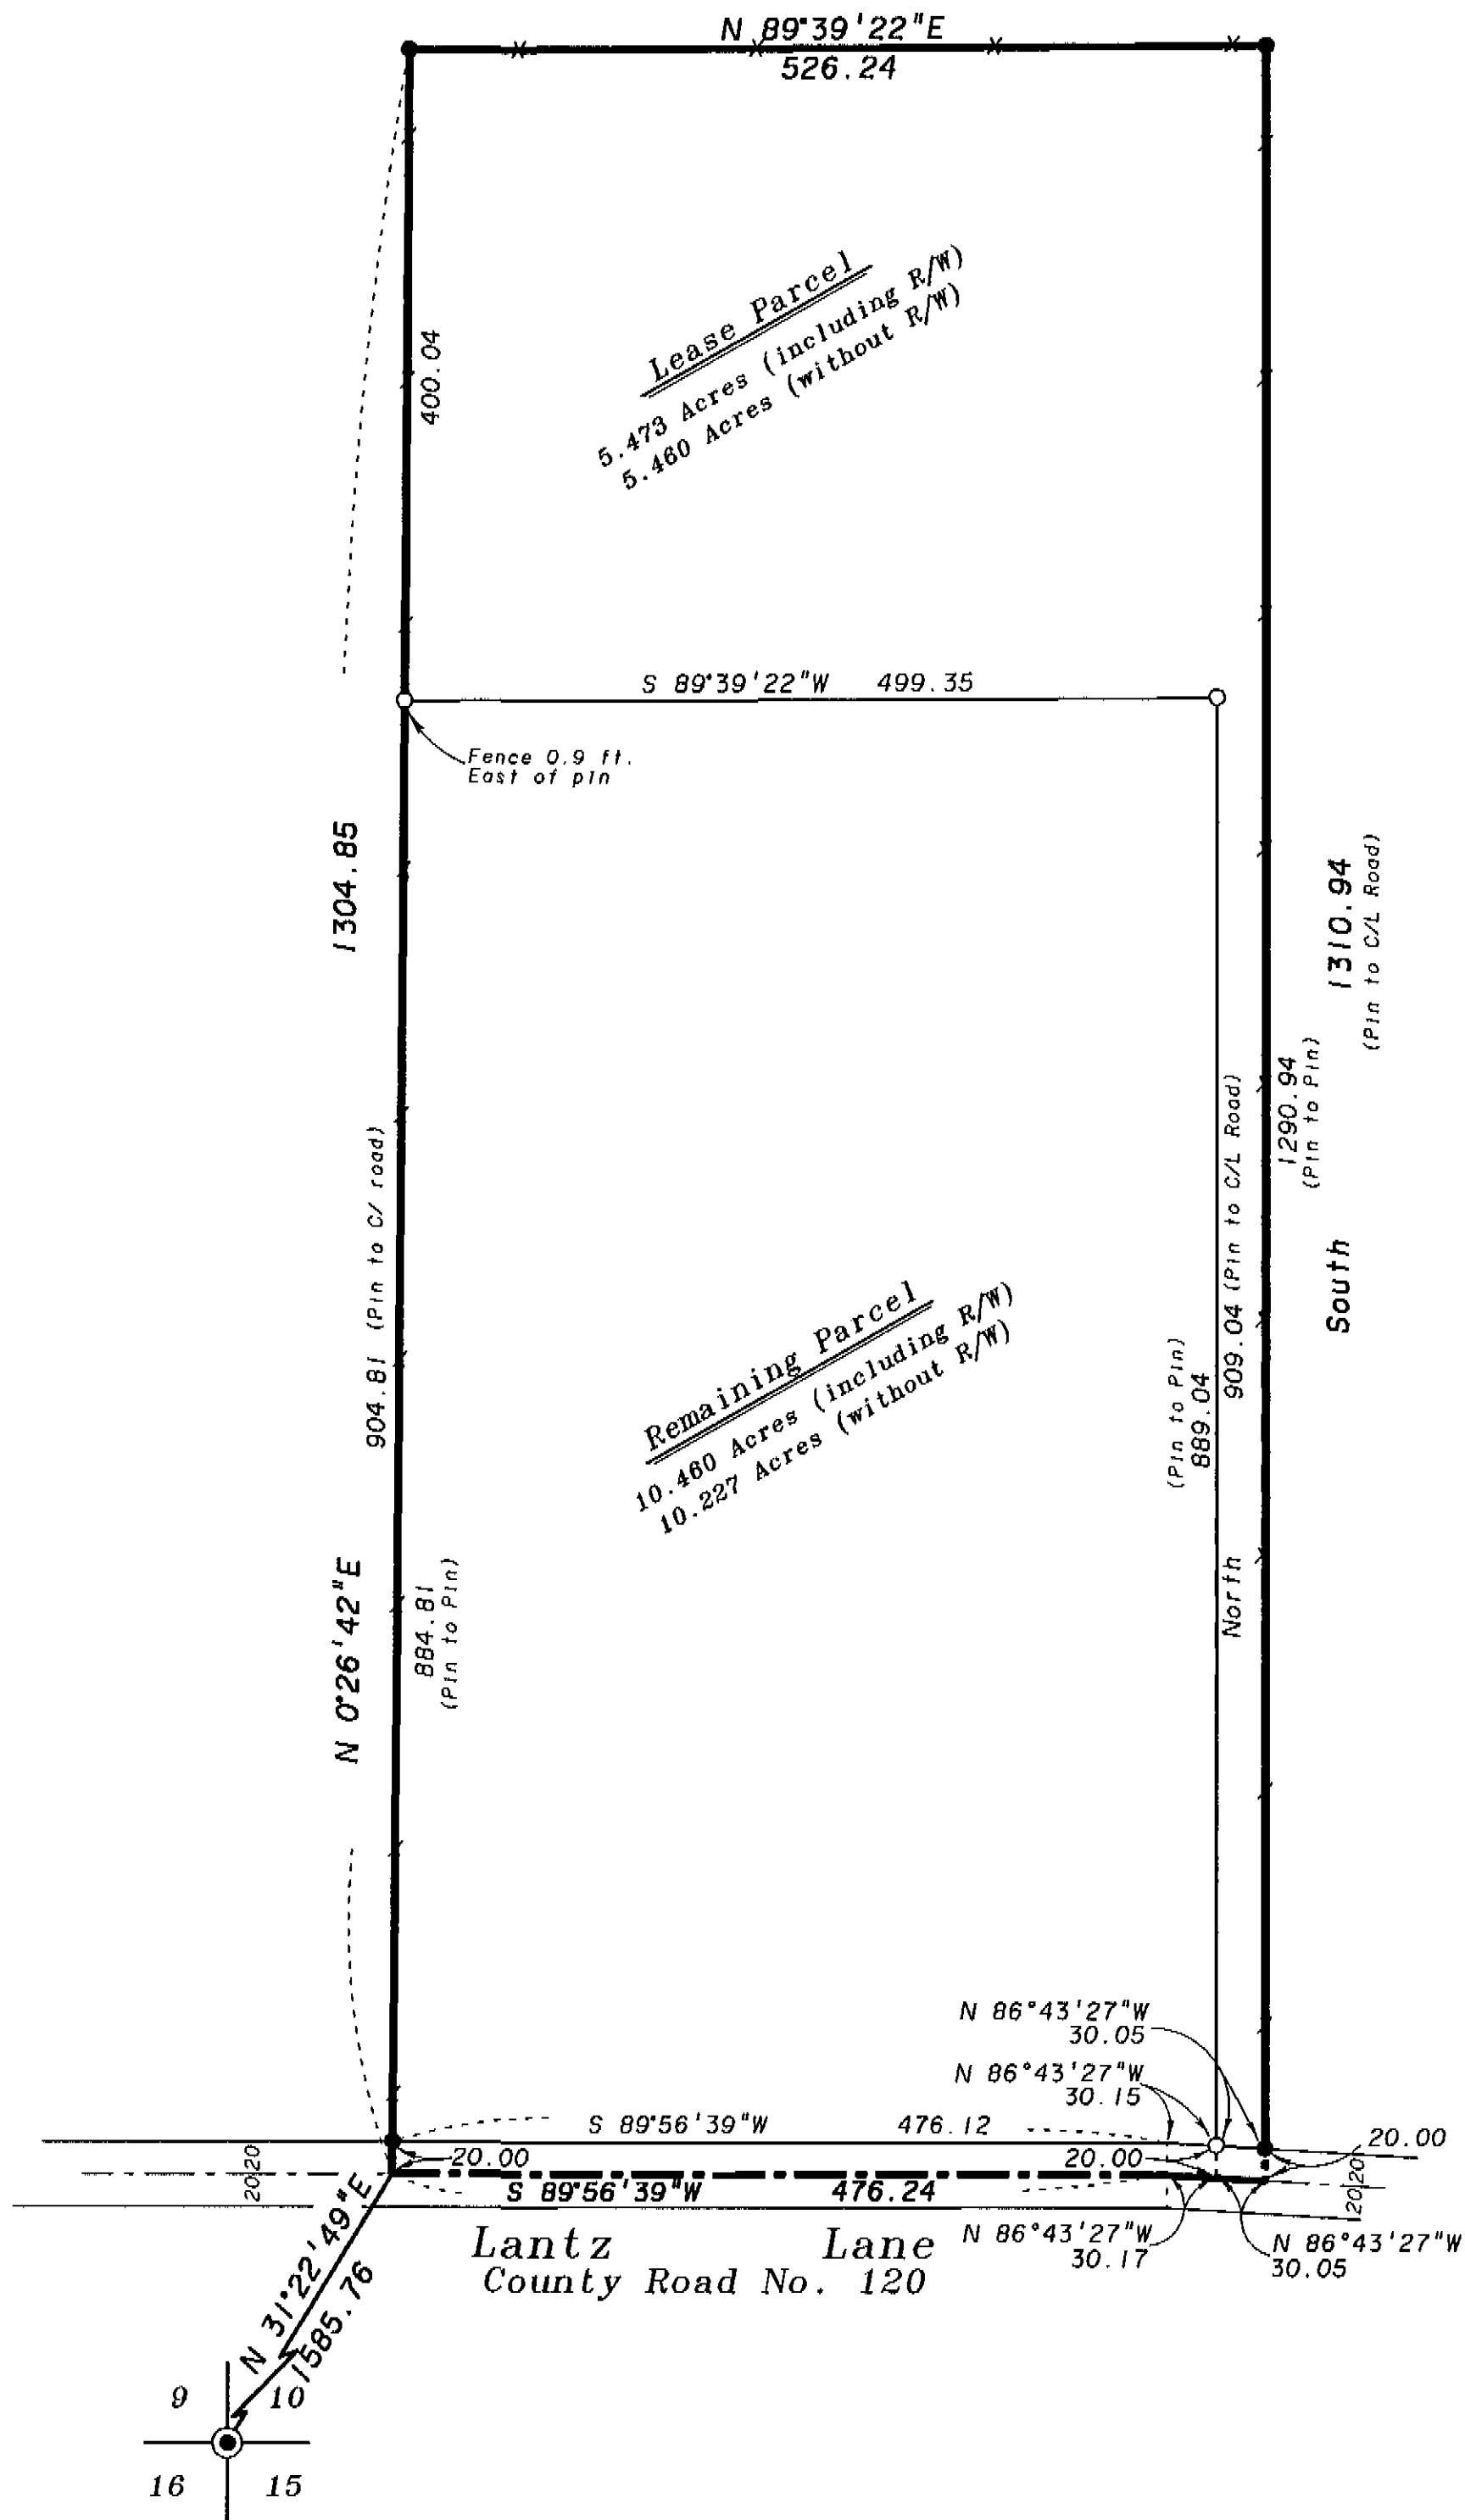 N 89°39'22"E
526.24
Lease Parcel
5.473 Acres (including R/W)
5.460 Acres (without R/W)
400.04
S 89°39'22"W 499.35
Fence 0.9 ft.
East of pin
1304.85
N 0°26'42"E
904.81 (Pin to C/ road)
884.81
(Pin to Pin)
1310.94
(Pin to C/L Road)
South
1290.94
(Pin to Pin)
909.04 (Pin to C/L Road)
North
(Pin to Pin)
889.04
Remaining Parcel
10.460 Acres (including R/W)
10.227 Acres (without R/W)
N 86°43'27"W
30.05
N 86°43'27"W
30.15
S 89°56'39"W 476.12
20.00
20.00
20.00
20 20
20 20
S 89°56'39"W 476.24
N 86°43'27"W
30.17
N 86°43'27"W
30.05
Lantz Lane
County Road No. 120
N 31°22'49"E
1585.76
9 10
16 15